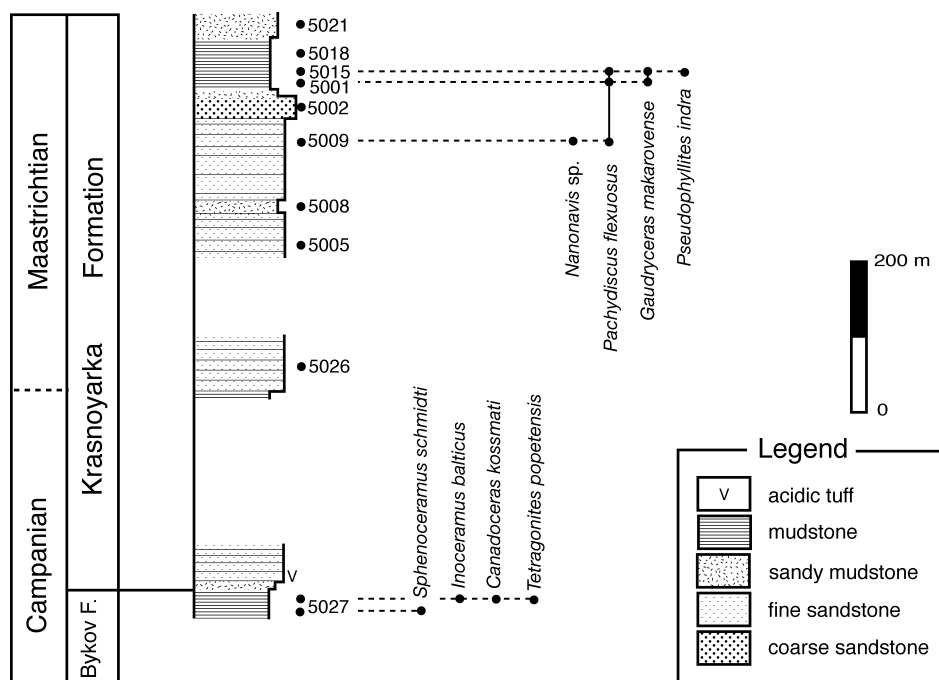 Maastrichtian
Campanian
Formation
Krasnoyarka
Bykov F.
5021
5018
5015
5001
5002
5009
5008
5005
5026
V
5027
Nanonavis sp.
Pachydiscus flexuosus
Gaudryceras makarovense
Pseudophyllites indra
Sphenoceramus schmidti
Inoceramus balticus
Canadoceras kossmati
Tetragonites popetensis
200 m
0
Legend
V acidic tuff
mudstone
sandy mudstone
fine sandstone
coarse sandstone